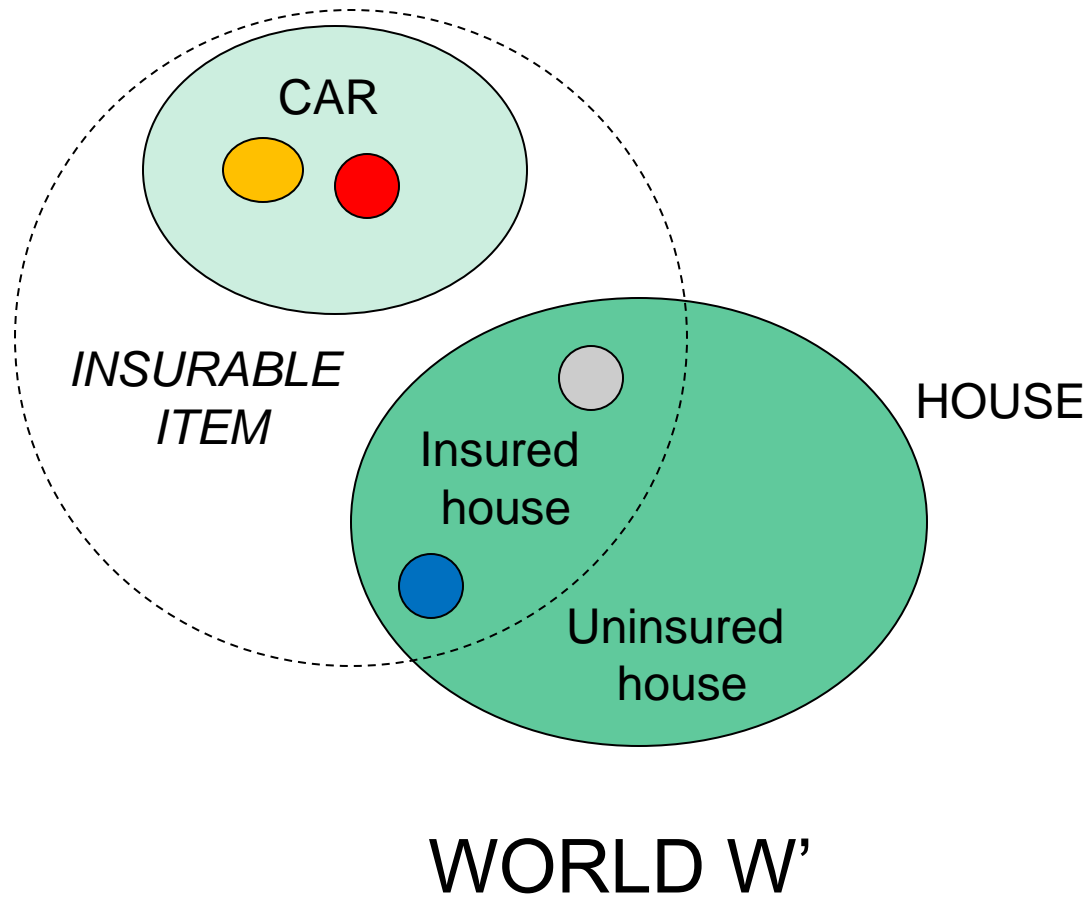 CAR
INSURABLE
ITEM
HOUSE
Insured
house
Uninsured
house
WORLD W’